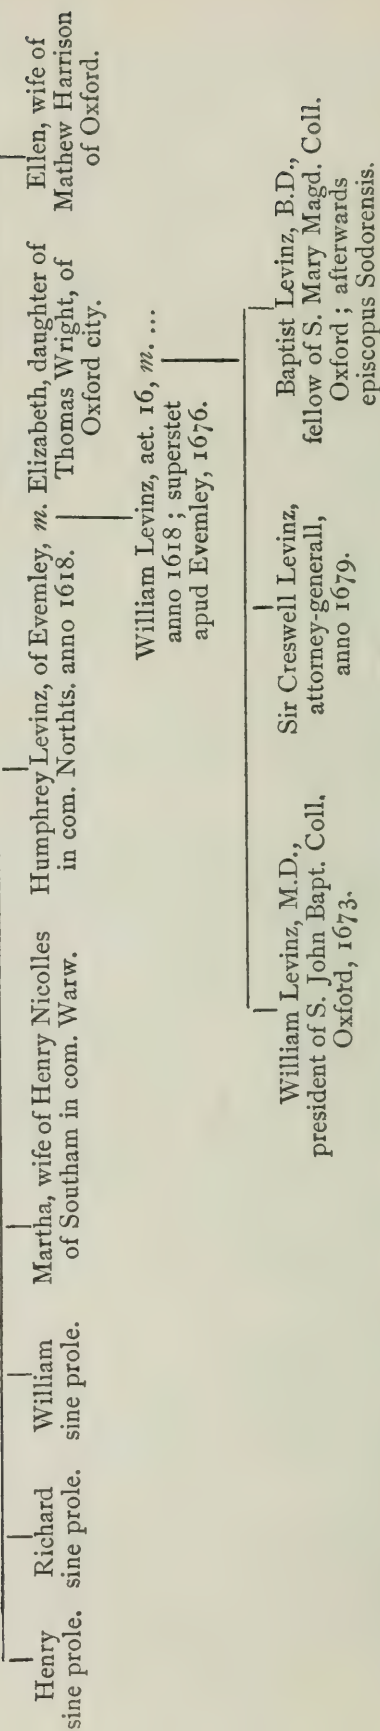 Henry
sine prole.
Richard
sine prole.
William
sine prole.
Martha, wife of Henry Nicolles
of Southam in com. Warw.
Humphrey Levinz, of Evemley, m. Elizabeth, daughter of
in com. Northts. anno 1618.
Thomas Wright, of
Oxford city.
Ellen, wife of
Mathew Harrison
of Oxford.
William Levinz, aet. 16, m. ...
anno 1618 ; superstet
apud Evemley, 1676.
William Levinz, M.D.,
president of S. John Bapt. Coll.
Oxford, 1673.
Sir Creswell Levinz,
attorney-generall,
anno 1679.
Baptist Levinz, B.D.,
fellow of S. Mary Magd. Coll.
Oxford ; afterwards
episcopus Sodorensis.